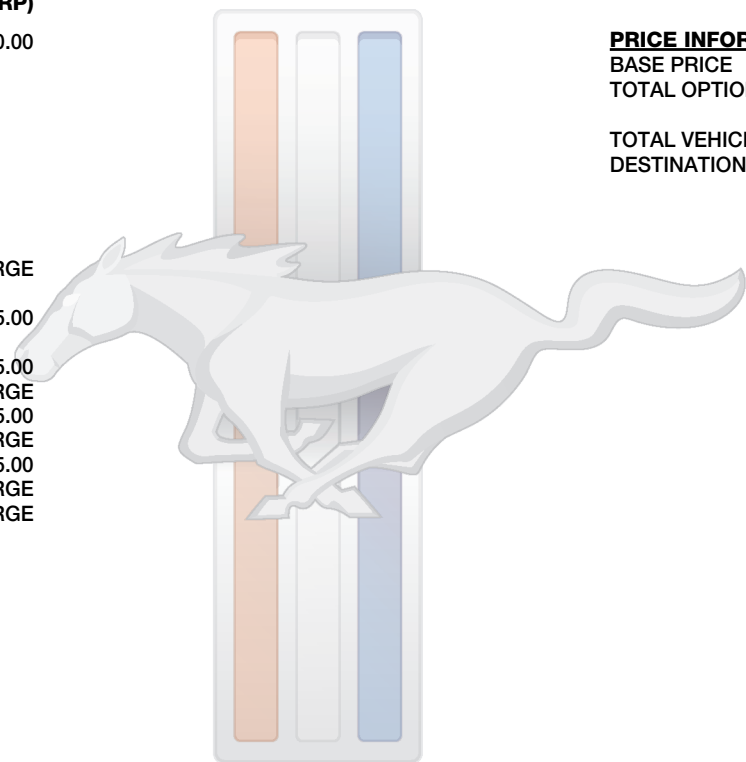 RP)
0.00
RGE
5.00
5.00
RGE
5.00
RGE
5.00
RGE
RGE
PRICE INFOR
BASE PRICE
TOTAL OPTIO
TOTAL VEHICL
DESTINATION